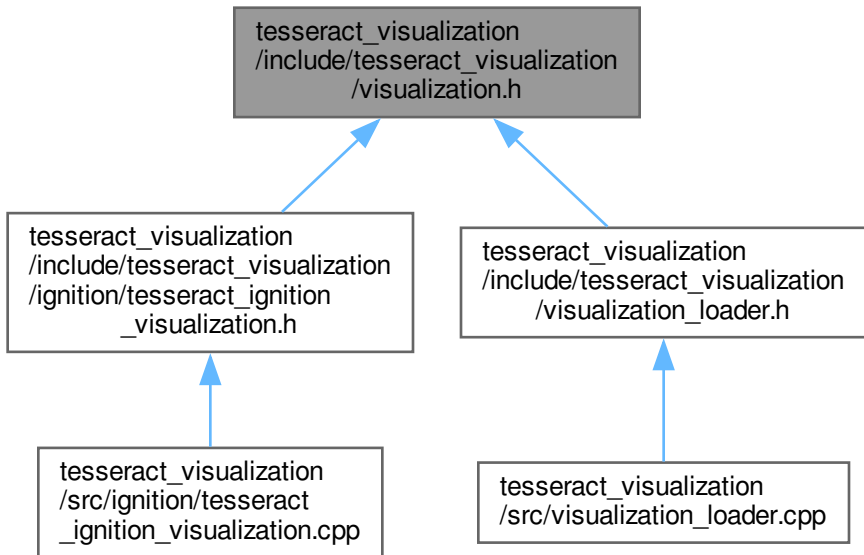 tesseract_visualization
/include/tesseract_visualization
/visualization.h
tesseract_visualization
/include/tesseract_visualization
/ignition/tesseract_ignition
_visualization.h
tesseract_visualization
/include/tesseract_visualization
/visualization_loader.h
tesseract_visualization
/src/ignition/tesseract
_ignition_visualization.cpp
tesseract_visualization
/src/visualization_loader.cpp